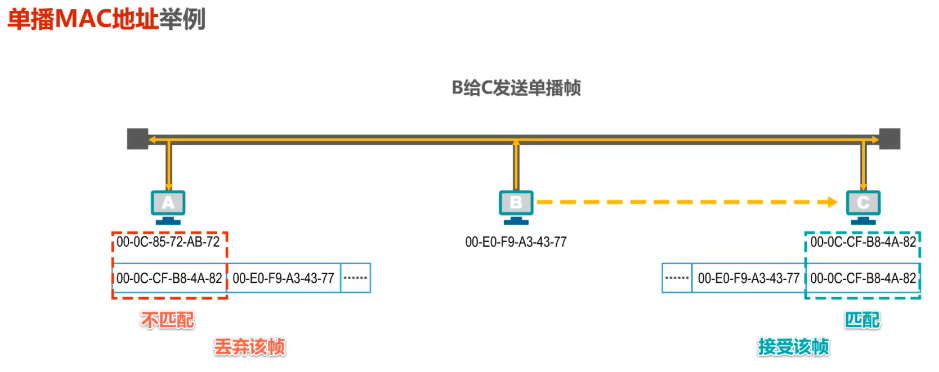 单播MAC地址举例
B给C发送单播帧
A
B
C
00-0C-85-72-AB-72
00-E0-F9-A3-43-77
00-0C-CF-B8-4A-82
00-0C-CF-B8-4A-82 00-E0-F9-A3-43-77 ······
······ 00-E0-F9-A3-43-77 00-0C-CF-B8-4A-82
不匹配
匹配
丢弃该帧
接受该帧